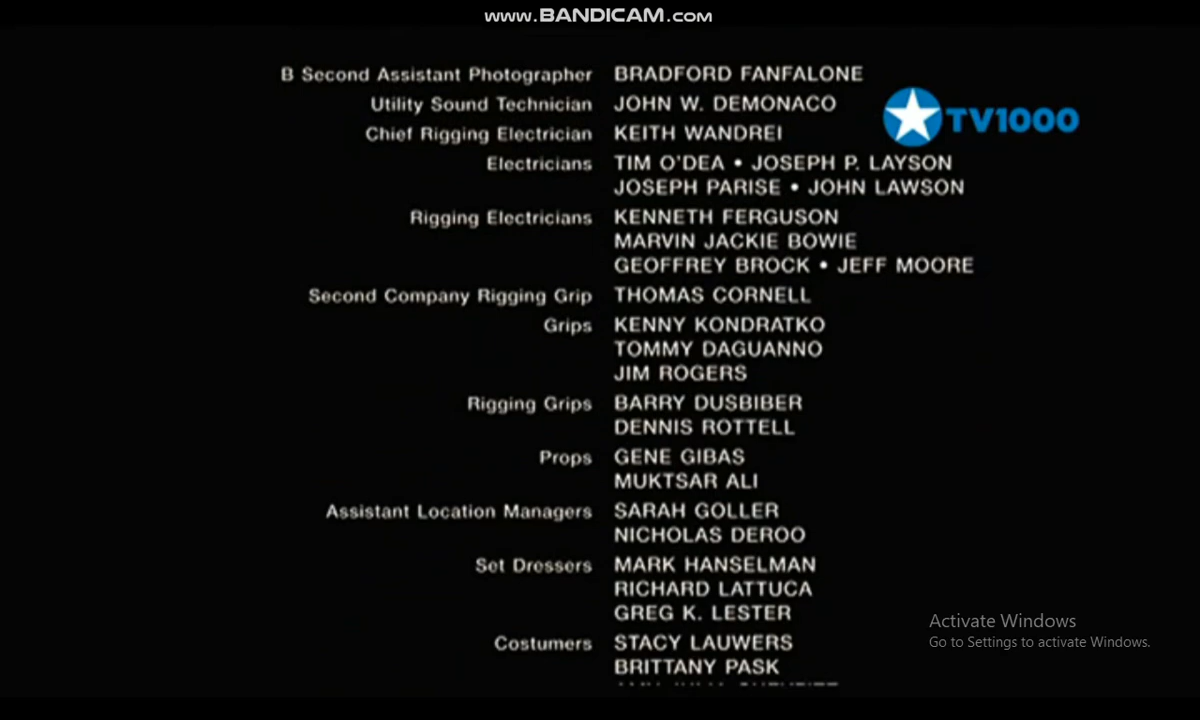 www.BANDICAM.com
B Second Assistant Photographer BRADFORD FANFALONE
Utility Sound Technician JOHN W. DEMONACO
TV1000
Chief Rigging Electrician KEITH WANDREI
Electricians TIM O'DEA • JOSEPH P. LAYSON
JOSEPH PARISE • JOHN LAWSON
Rigging Electricians KENNETH FERGUSON
MARVIN JACKIE BOWIE
GEOFFREY BROCK • JEFF MOORE
Second Company Rigging Grip THOMAS CORNELL
Grips KENNY KONDRATKO
TOMMY DAGUANNO
JIM ROGERS
Rigging Grips BARRY DUSBIBER
DENNIS ROTTELL
Props GENE GIBAS
MUKTSAR ALI
Assistant Location Managers SARAH GOLLER
NICHOLAS DEROO
Set Dressers MARK HANSELMAN
RICHARD LATTUCA
GREG K. LESTER
Activate Windows
Go to Settings to activate Windows.
Costumers STACY LAUWERS
BRITTANY PASK